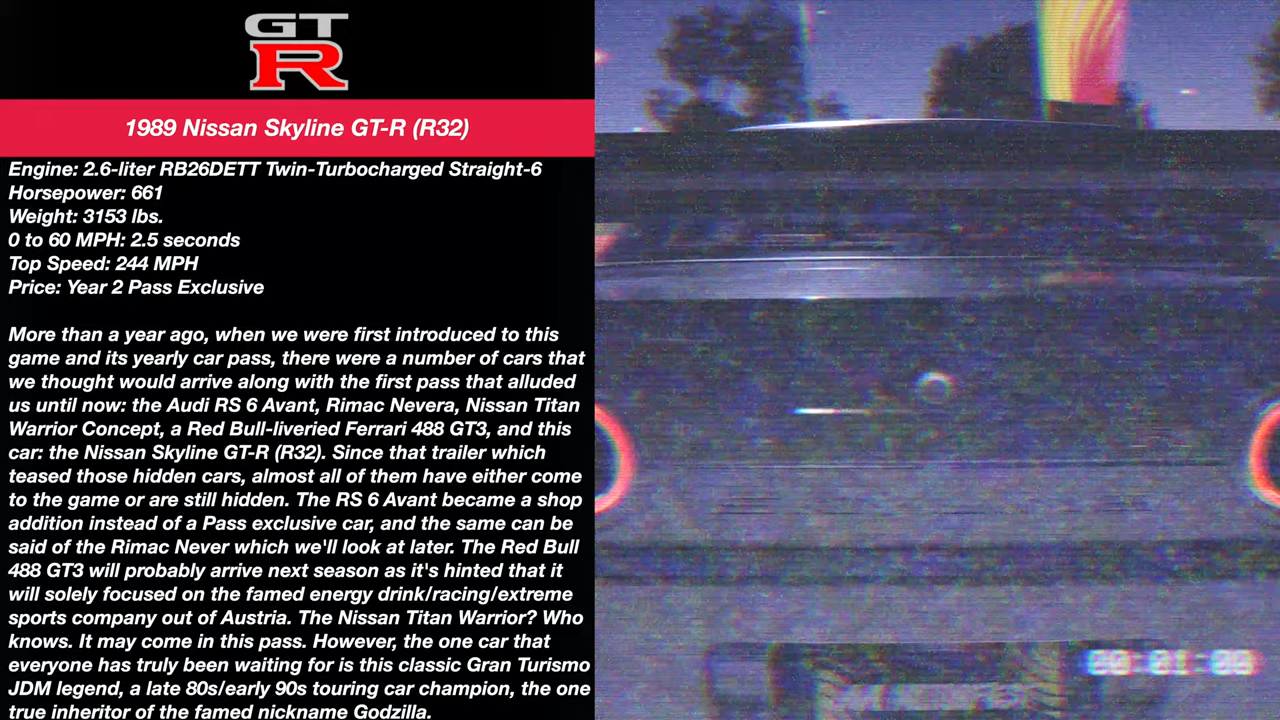 GT
R
1989 Nissan Skyline GT-R (R32)
Engine: 2.6-liter RB26DETT Twin-Turbocharged Straight-6
Horsepower: 661
Weight: 3153 lbs.
0 to 60 MPH: 2.5 seconds
Top Speed: 244 MPH
Price: Year 2 Pass Exclusive
More than a year ago, when we were first introduced to this
game and its yearly car pass, there were a number of cars that
we thought would arrive along with the first pass that alluded
us until now: the Audi RS 6 Avant, Rimac Nevera, Nissan Titan
Warrior Concept, a Red Bull-liveried Ferrari 488 GT3, and this
car: the Nissan Skyline GT-R (R32). Since that trailer which
teased those hidden cars, almost all of them have either come
to the game or are still hidden. The RS 6 Avant became a shop
addition instead of a Pass exclusive car, and the same can be
said of the Rimac Never which we'll look at later. The Red Bull
488 GT3 will probably arrive next season as it's hinted that it
will solely focused on the famed energy drink/racing/extreme
sports company out of Austria. The Nissan Titan Warrior? Who
knows. It may come in this pass. However, the one car that
everyone has truly been waiting for is this classic Gran Turismo
JDM legend, a late 80s/early 90s touring car champion, the one
true inheritor of the famed nickname Godzilla.